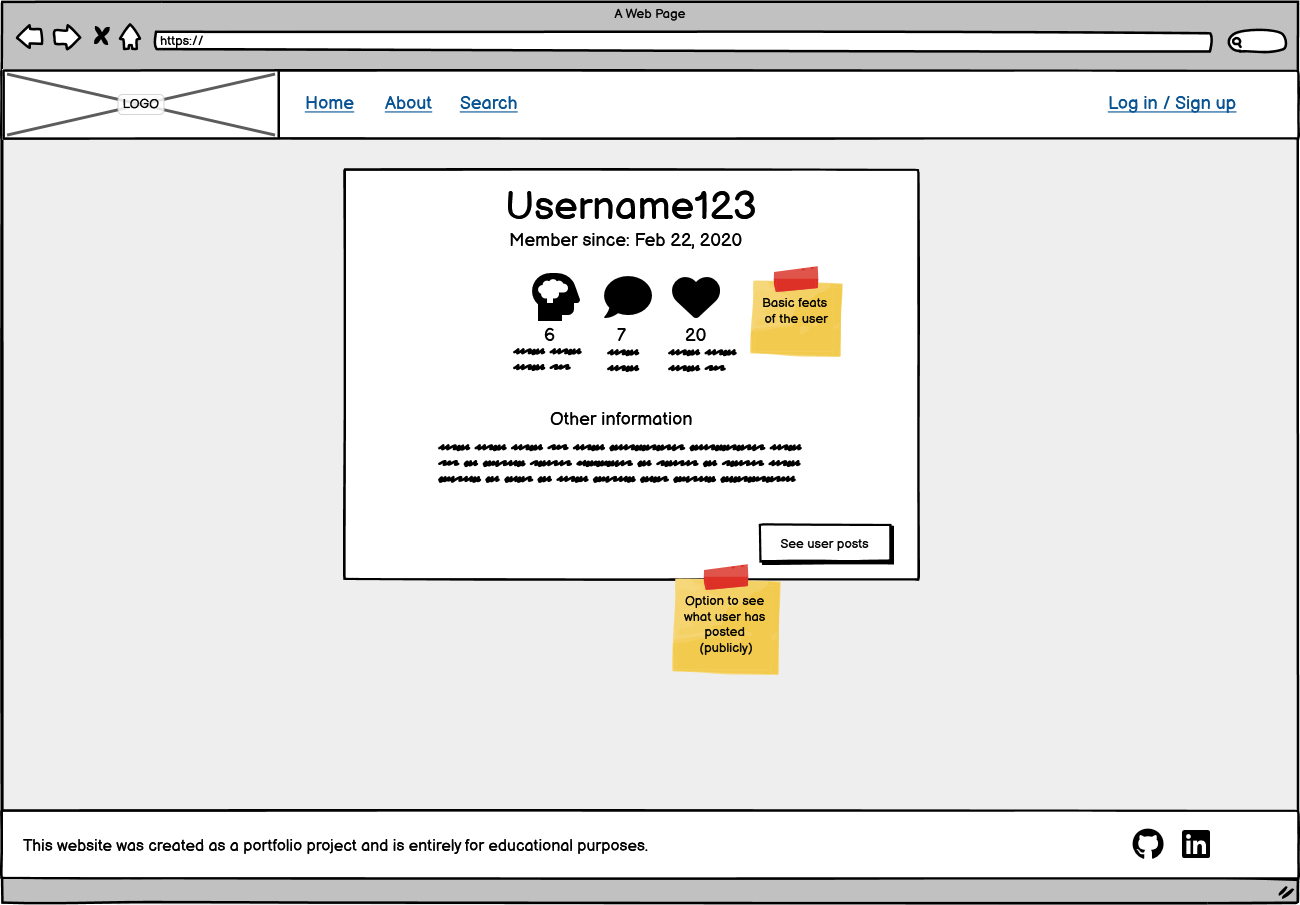 A Web Page
https://
LOGO
Home
About
Search
Log in / Sign up
Username123
Member since: Feb 22, 2020
6
7
20
Basic feats
of the user
Other information
See user posts
Option to see
what user has
posted
(publicly)
This website was created as a portfolio project and is entirely for educational purposes.
in